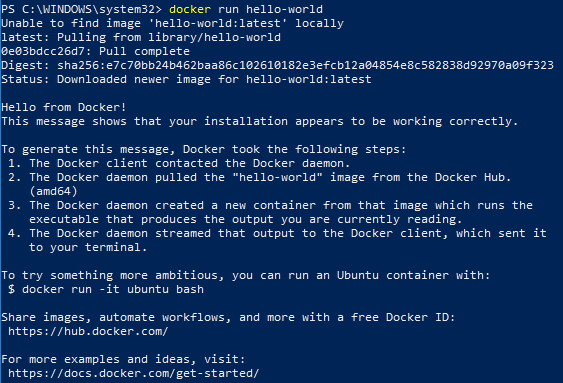 PS C:\WINDOWS\system32> docker run hello-world
Unable to find image 'hello-world:latest' locally
latest: Pulling from library/hello-world
0e03bdcc26d7: Pull complete
Digest: sha256:e7c70bb24b462baa86c102610182e3efcb12a04854e8c582838d92970a09f323
Status: Downloaded newer image for hello-world:latest
Hello from Docker!
This message shows that your installation appears to be working correctly.
To generate this message, Docker took the following steps:
1. The Docker client contacted the Docker daemon.
2. The Docker daemon pulled the "hello-world" image from the Docker Hub.
(amd64)
3. The Docker daemon created a new container from that image which runs the
executable that produces the output you are currently reading.
4. The Docker daemon streamed that output to the Docker client, which sent it
to your terminal.
To try something more ambitious, you can run an Ubuntu container with:
$ docker run -it ubuntu bash
Share images, automate workflows, and more with a free Docker ID:
https://hub.docker.com/
For more examples and ideas, visit:
https://docs.docker.com/get-started/